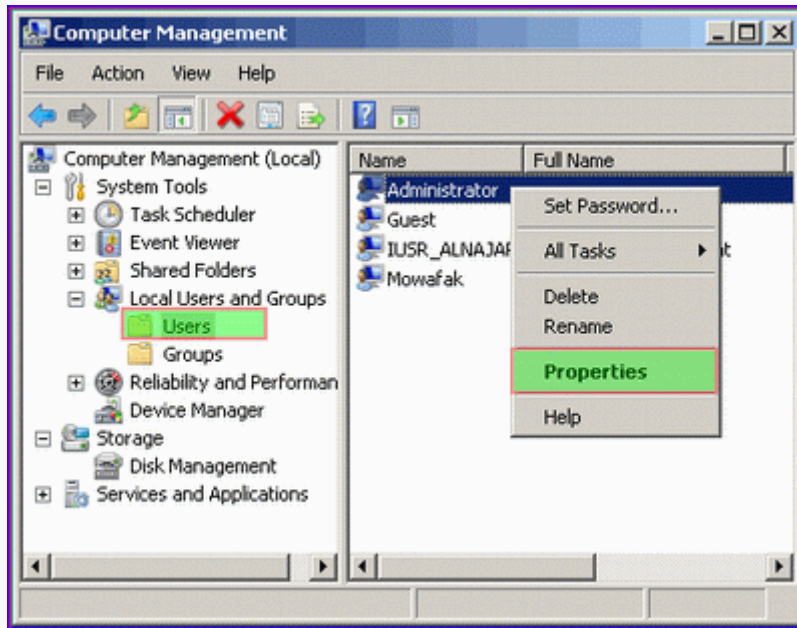 Computer Management
File Action View Help
Computer Management (Local)
System Tools
Task Scheduler
Event Viewer
Shared Folders
Local Users and Groups
Users
Groups
Reliability and Performan
Device Manager
Storage
Disk Management
Services and Applications
Name Full Name
Administrator
Guest
IUSR_ALNAJAF
Mowafak
Set Password...
All Tasks
Delete
Rename
Properties
Help